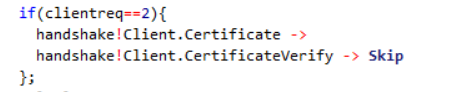 if(clientreq==2){
handshake!Client.Certificate ->
handshake!Client.CertificateVerify -> Skip
};